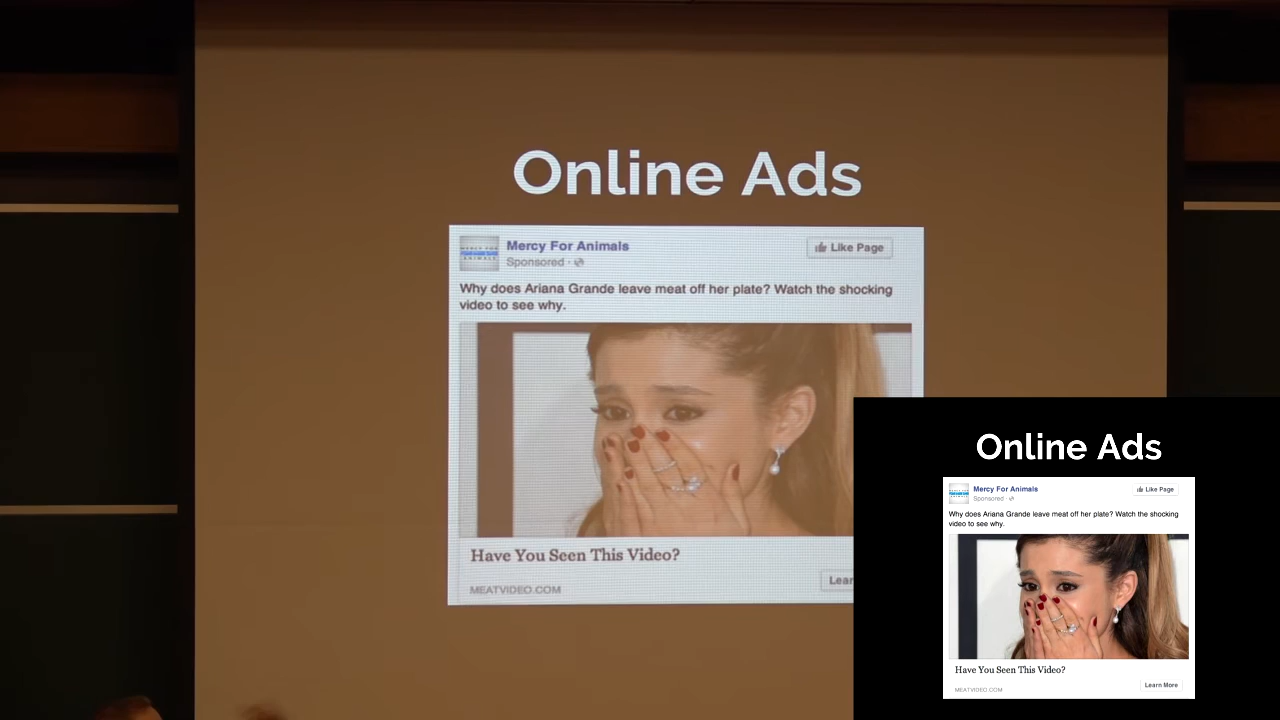 Online Ads
Mercy For Animals
Like Page
Sponsored ·
Why does Ariana Grande leave meat off her plate? Watch the shocking
video to see why.
Have You Seen This Video?
Lear
MEATVIDEO.COM
Online Ads
Mercy For Animals
Like Page
Sponsored ·
Why does Ariana Grande leave meat off her plate? Watch the shocking
video to see why.
Have You Seen This Video?
Learn More
MEATVIDEO.COM